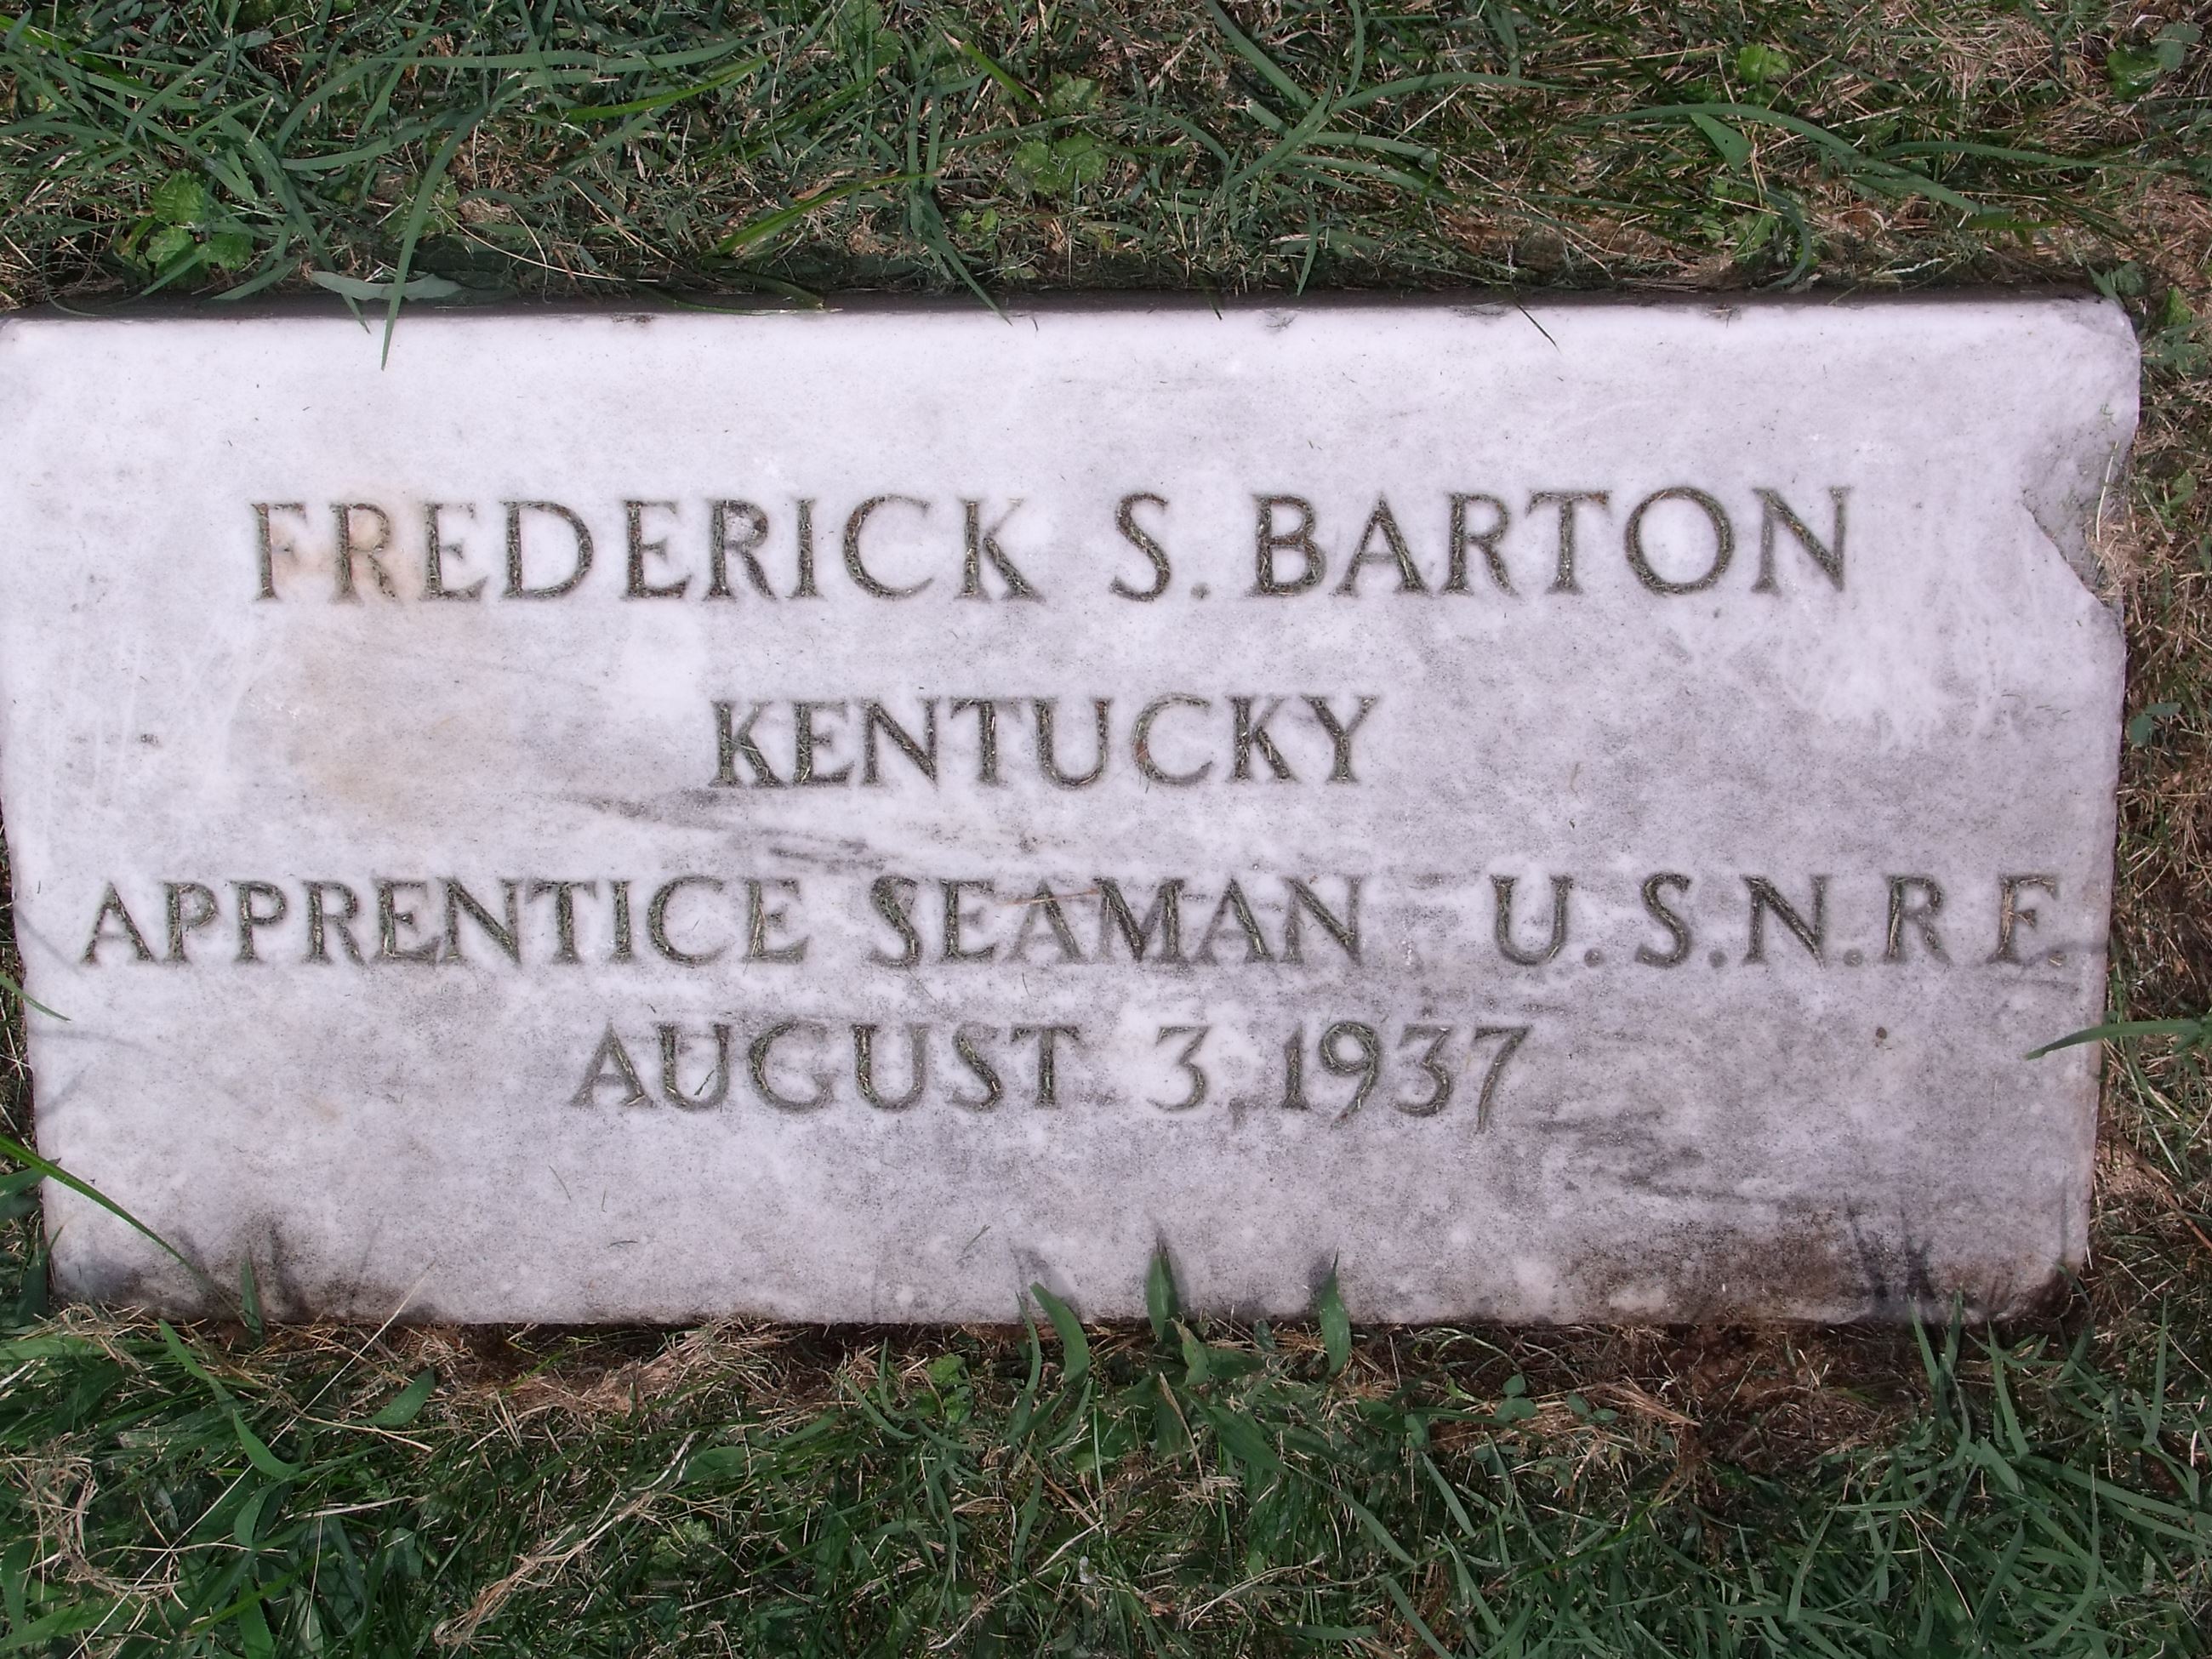 FREDERICK S. BARTON
KENTUCKY
APPRENTICE SEAMAN U.S.N.R F.
AUGUST 3, 1937